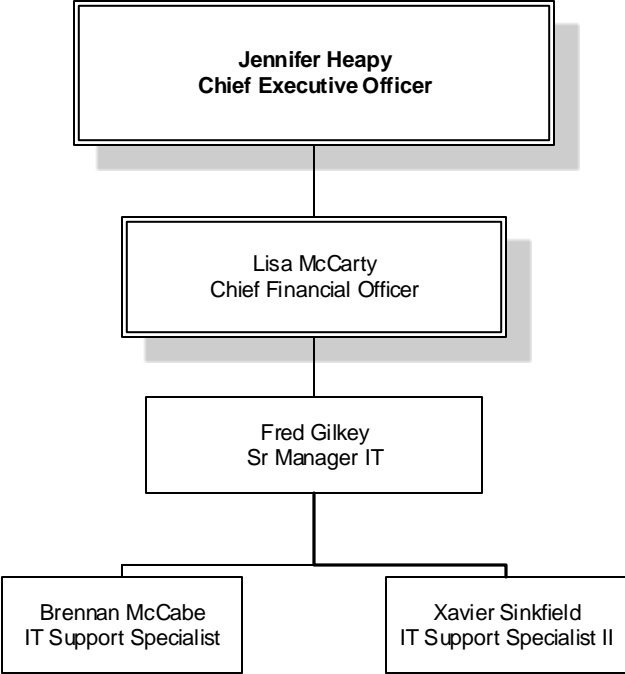 Jennifer Heapy
Chief Executive Officer
Lisa McCarty
Chief Financial Officer
Fred Gilkey
Sr Manager IT
Brennan McCabe
IT Support Specialist
Xavier Sinkfield
IT Support Specialist II